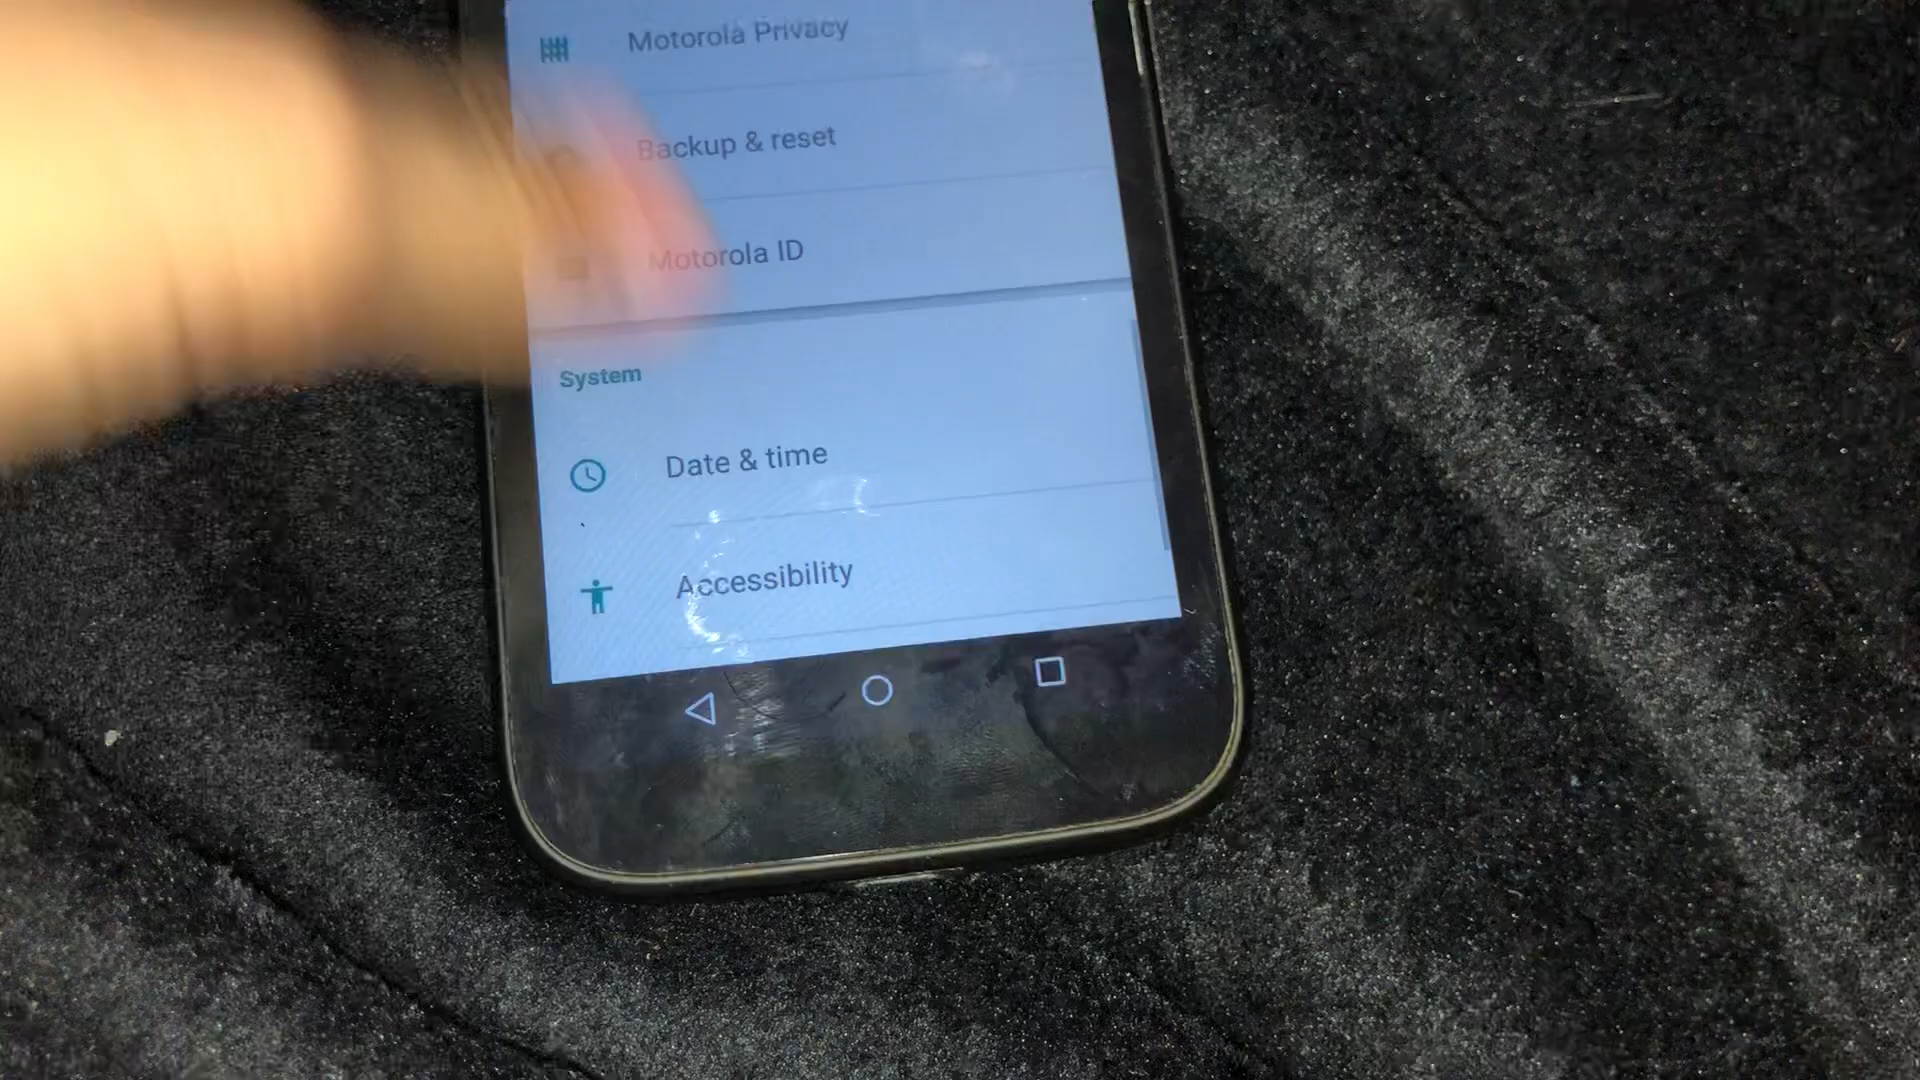 Motorola Privacy
Backup & reset
Motorola ID
System
Date & time
Accessibility